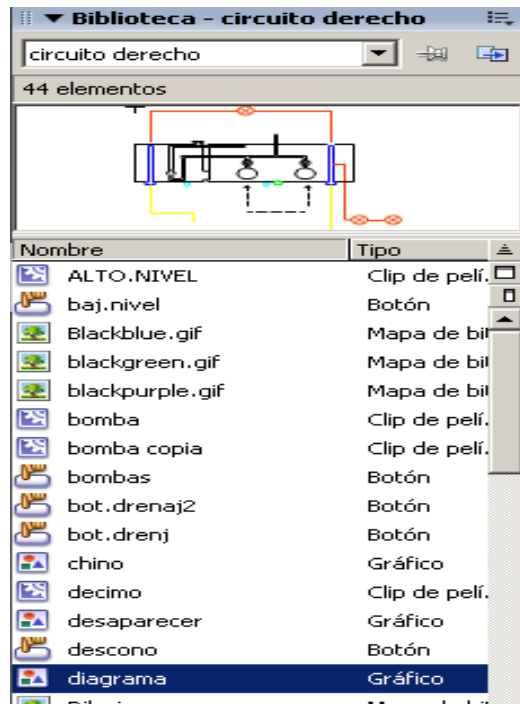 Biblioteca - circuito derecho
circuito derecho
44 elementos
Nombre Tipo
ALTO.NIVEL Clip de pelí.
baj.nivel Botón
Blackblue.gif Mapa de bi
blackgreen.gif Mapa de bi
blackpurple.gif Mapa de bi
bomba Clip de pelí.
bomba copia Clip de pelí.
bombas Botón
bot.drenaj2 Botón
bot.drenj Botón
chino Gráfico
decimo Clip de pelí.
desaparecer Gráfico
descono Botón
diagrama Gráfico